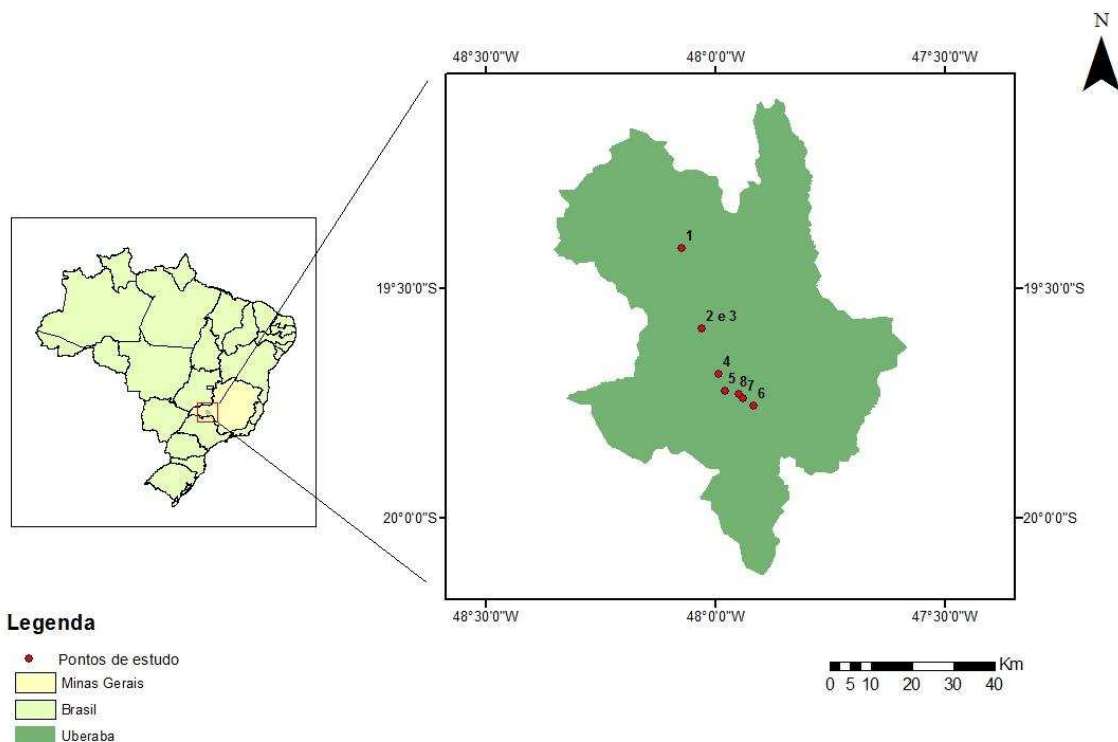 N
48°30'0"W 48°0'0"W 47°30'0"W
1
19°30'0"S 19°30'0"S
2 e 3
4
5 8 7 6
20°0'0"S 20°0'0"S
48°30'0"W 48°0'0"W 47°30'0"W
Legenda
Pontos de estudo
Minas Gerais
Brasil
Uberaba
Km
0 5 10 20 30 40